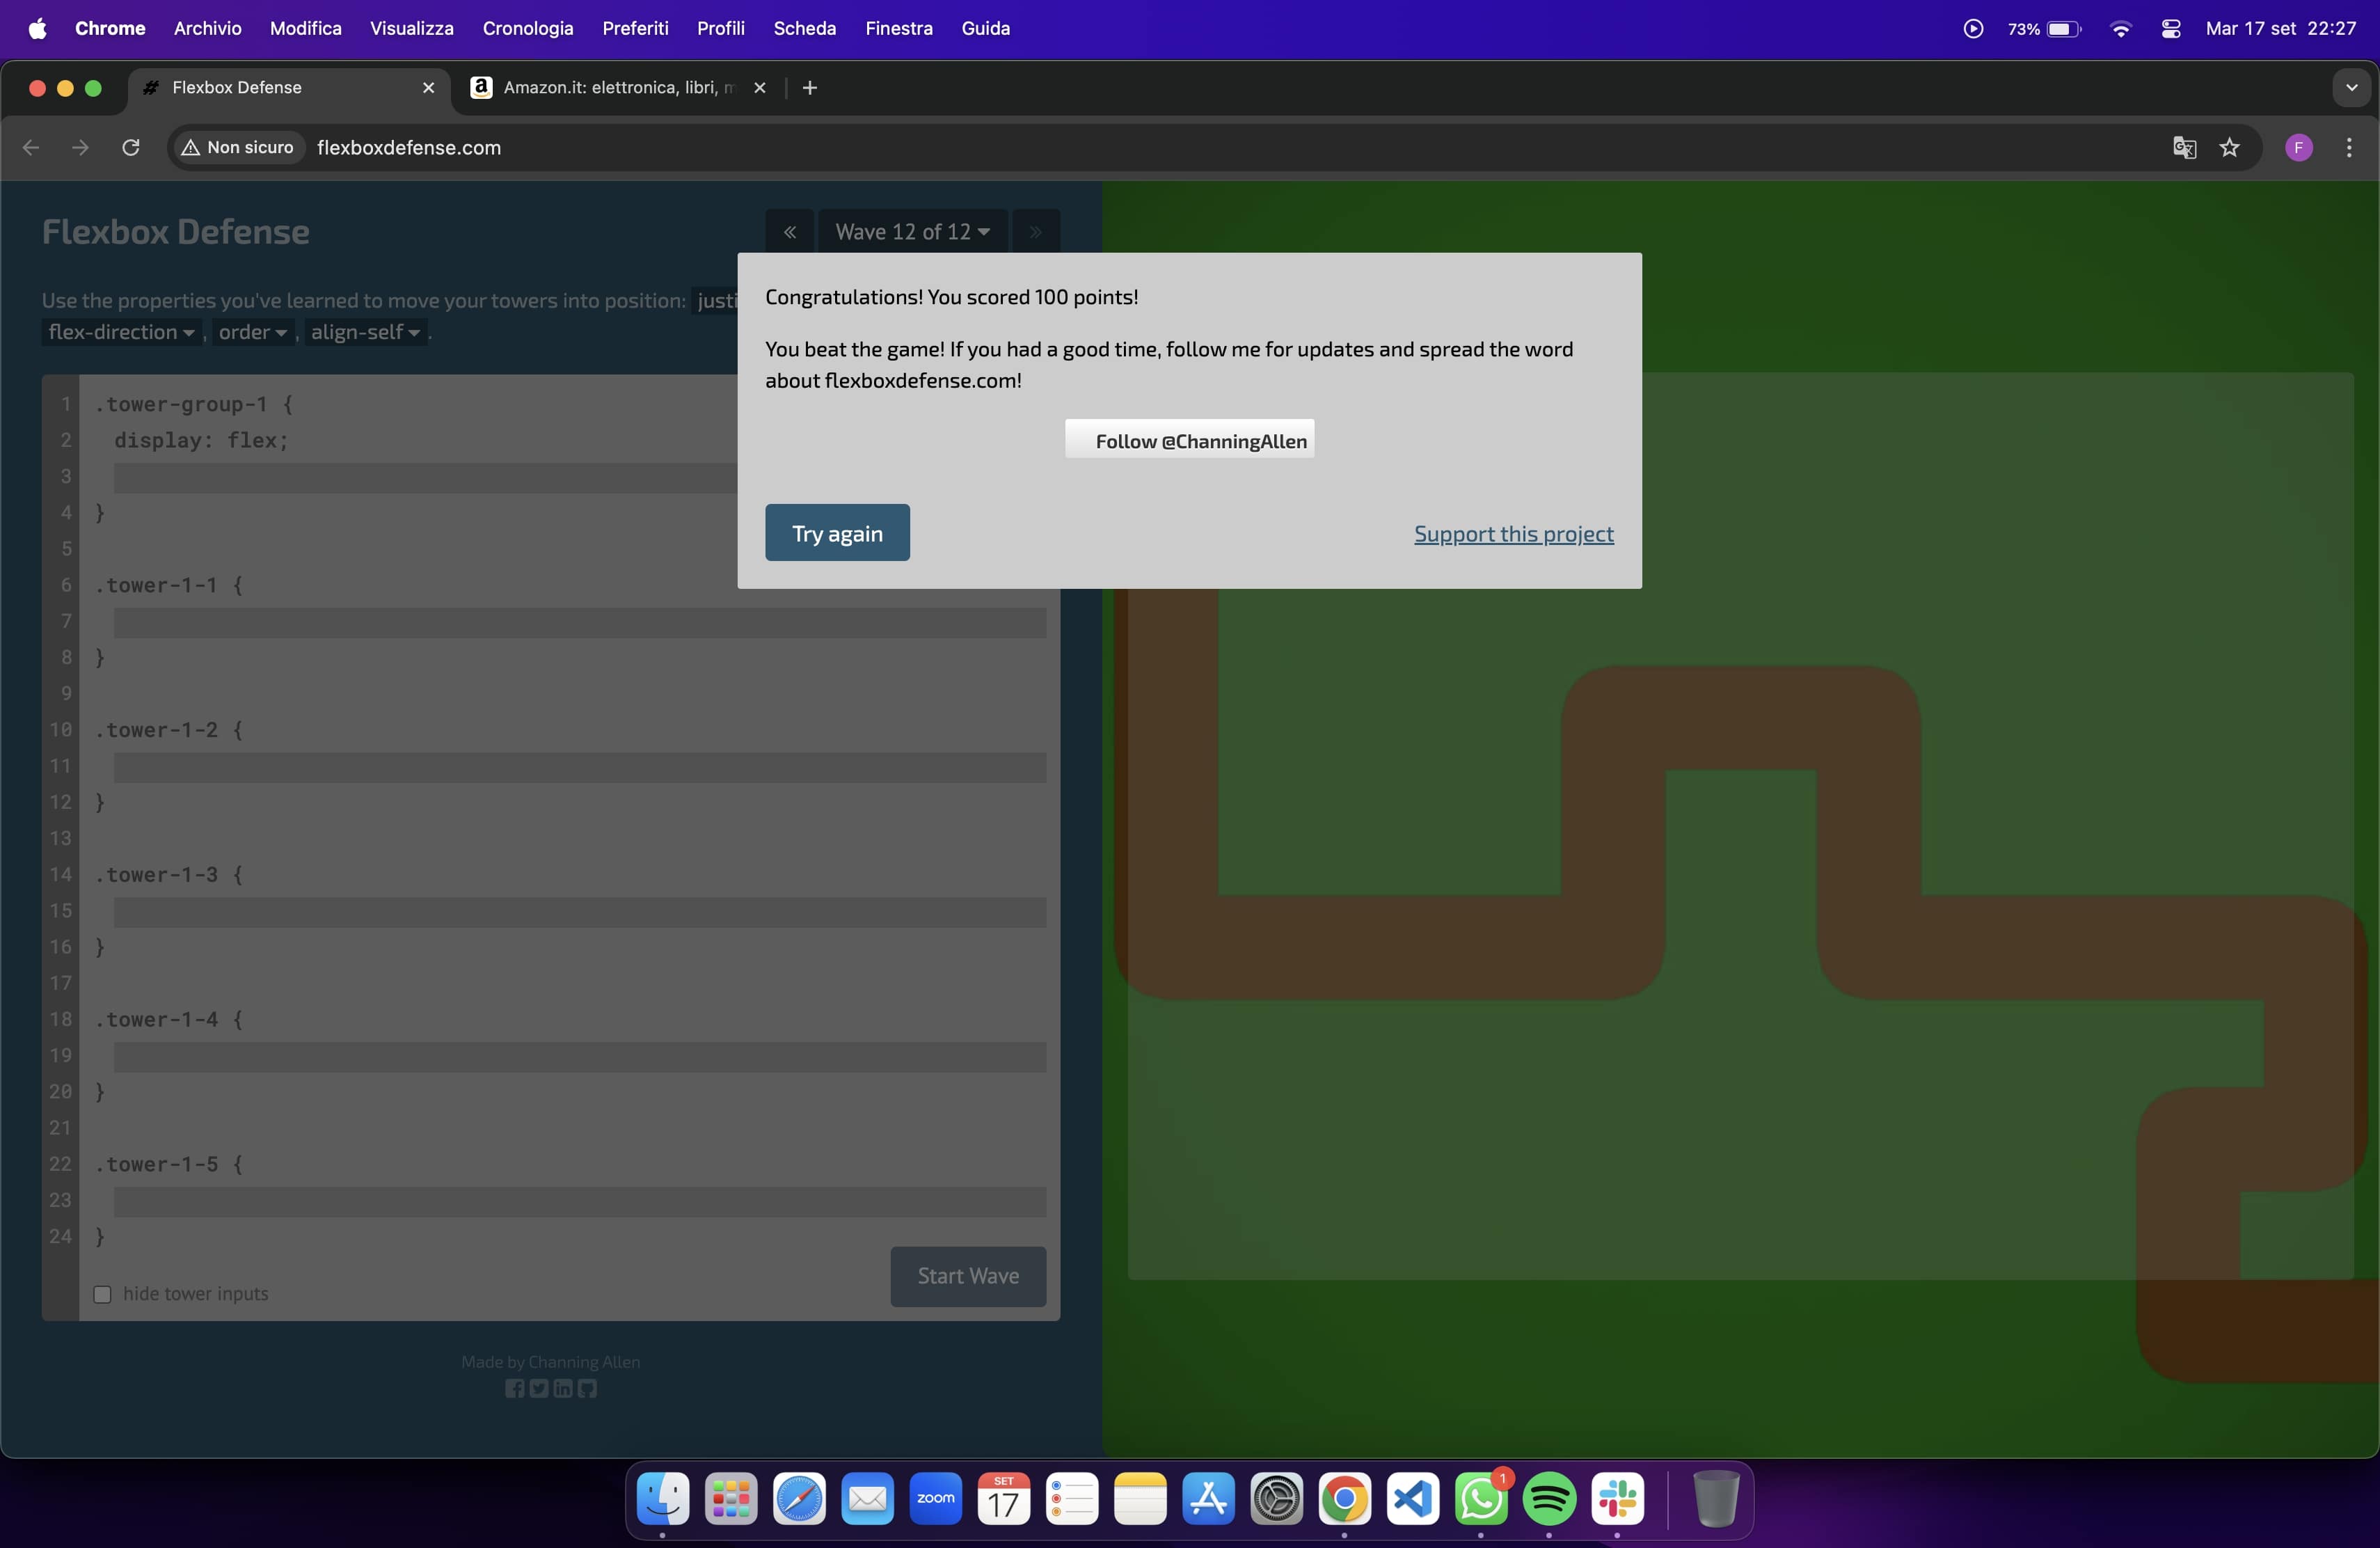 Chrome Archivio Modifica Visualizza Cronologia Preferiti Profili Scheda Finestra Guida 73% Mar 17 set 22:27
Flexbox Defense
Amazon.it: elettronica, libri, m
Non sicuro flexboxdefense.com
F
Flexbox Defense
« Wave 12 of 12 »
Use the properties you've learned to move your towers into position: justi
flex-direction , order , align-self .
Congratulations! You scored 100 points!
You beat the game! If you had a good time, follow me for updates and spread the word
about flexboxdefense.com!
Follow @ChanningAllen
Try again
Support this project
1 .tower-group-1 {
2 display: flex;
3
4 }
5
6 .tower-1-1 {
7
8 }
9
10 .tower-1-2 {
11
12 }
13
14 .tower-1-3 {
15
16 }
17
18 .tower-1-4 {
19
20 }
21
22 .tower-1-5 {
23
24 }
hide tower inputs
Start Wave
Made by Channing Allen
zoom
SET
17
1